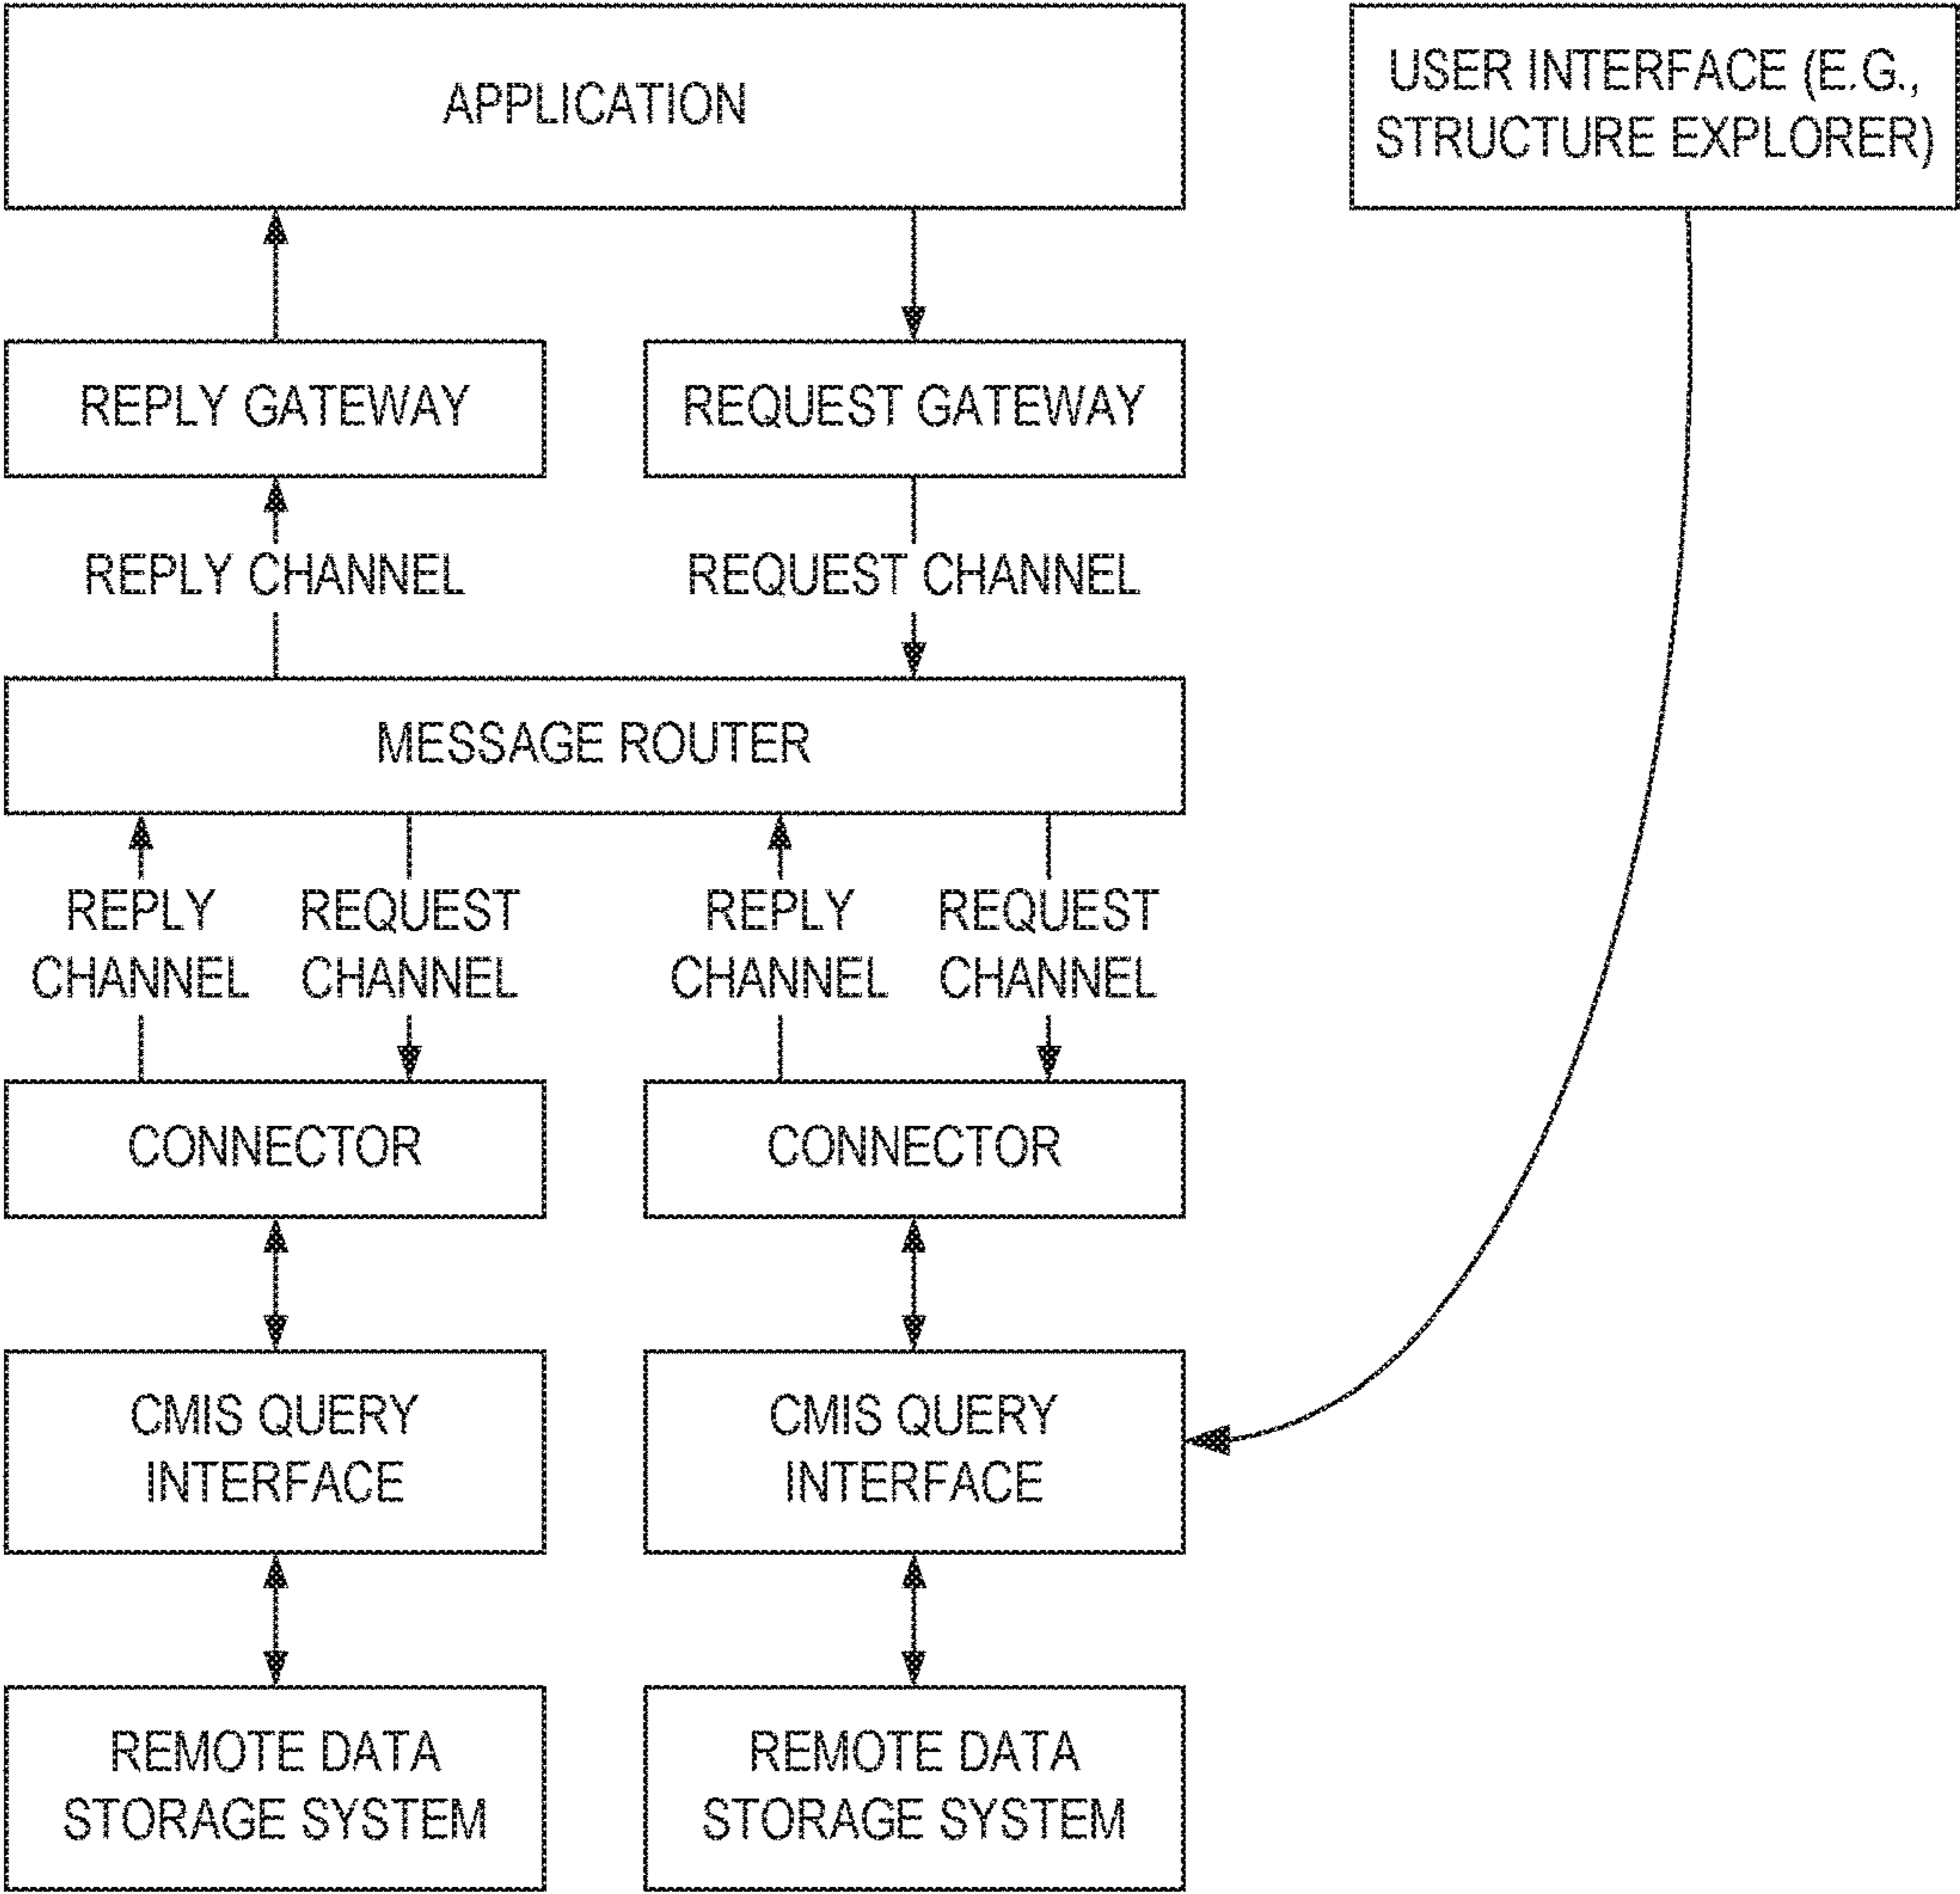 APPLICATION
USER INTERFACE (E.G.,
STRUCTURE EXPLORER)
REPLY GATEWAY
REQUEST GATEWAY
REPLY CHANNEL
REQUEST CHANNEL
MESSAGE ROUTER
REPLY
CHANNEL
REQUEST
CHANNEL
REPLY
CHANNEL
REQUEST
CHANNEL
CONNECTOR
CONNECTOR
CMIS QUERY
INTERFACE
CMIS QUERY
INTERFACE
REMOTE DATA
STORAGE SYSTEM
REMOTE DATA
STORAGE SYSTEM